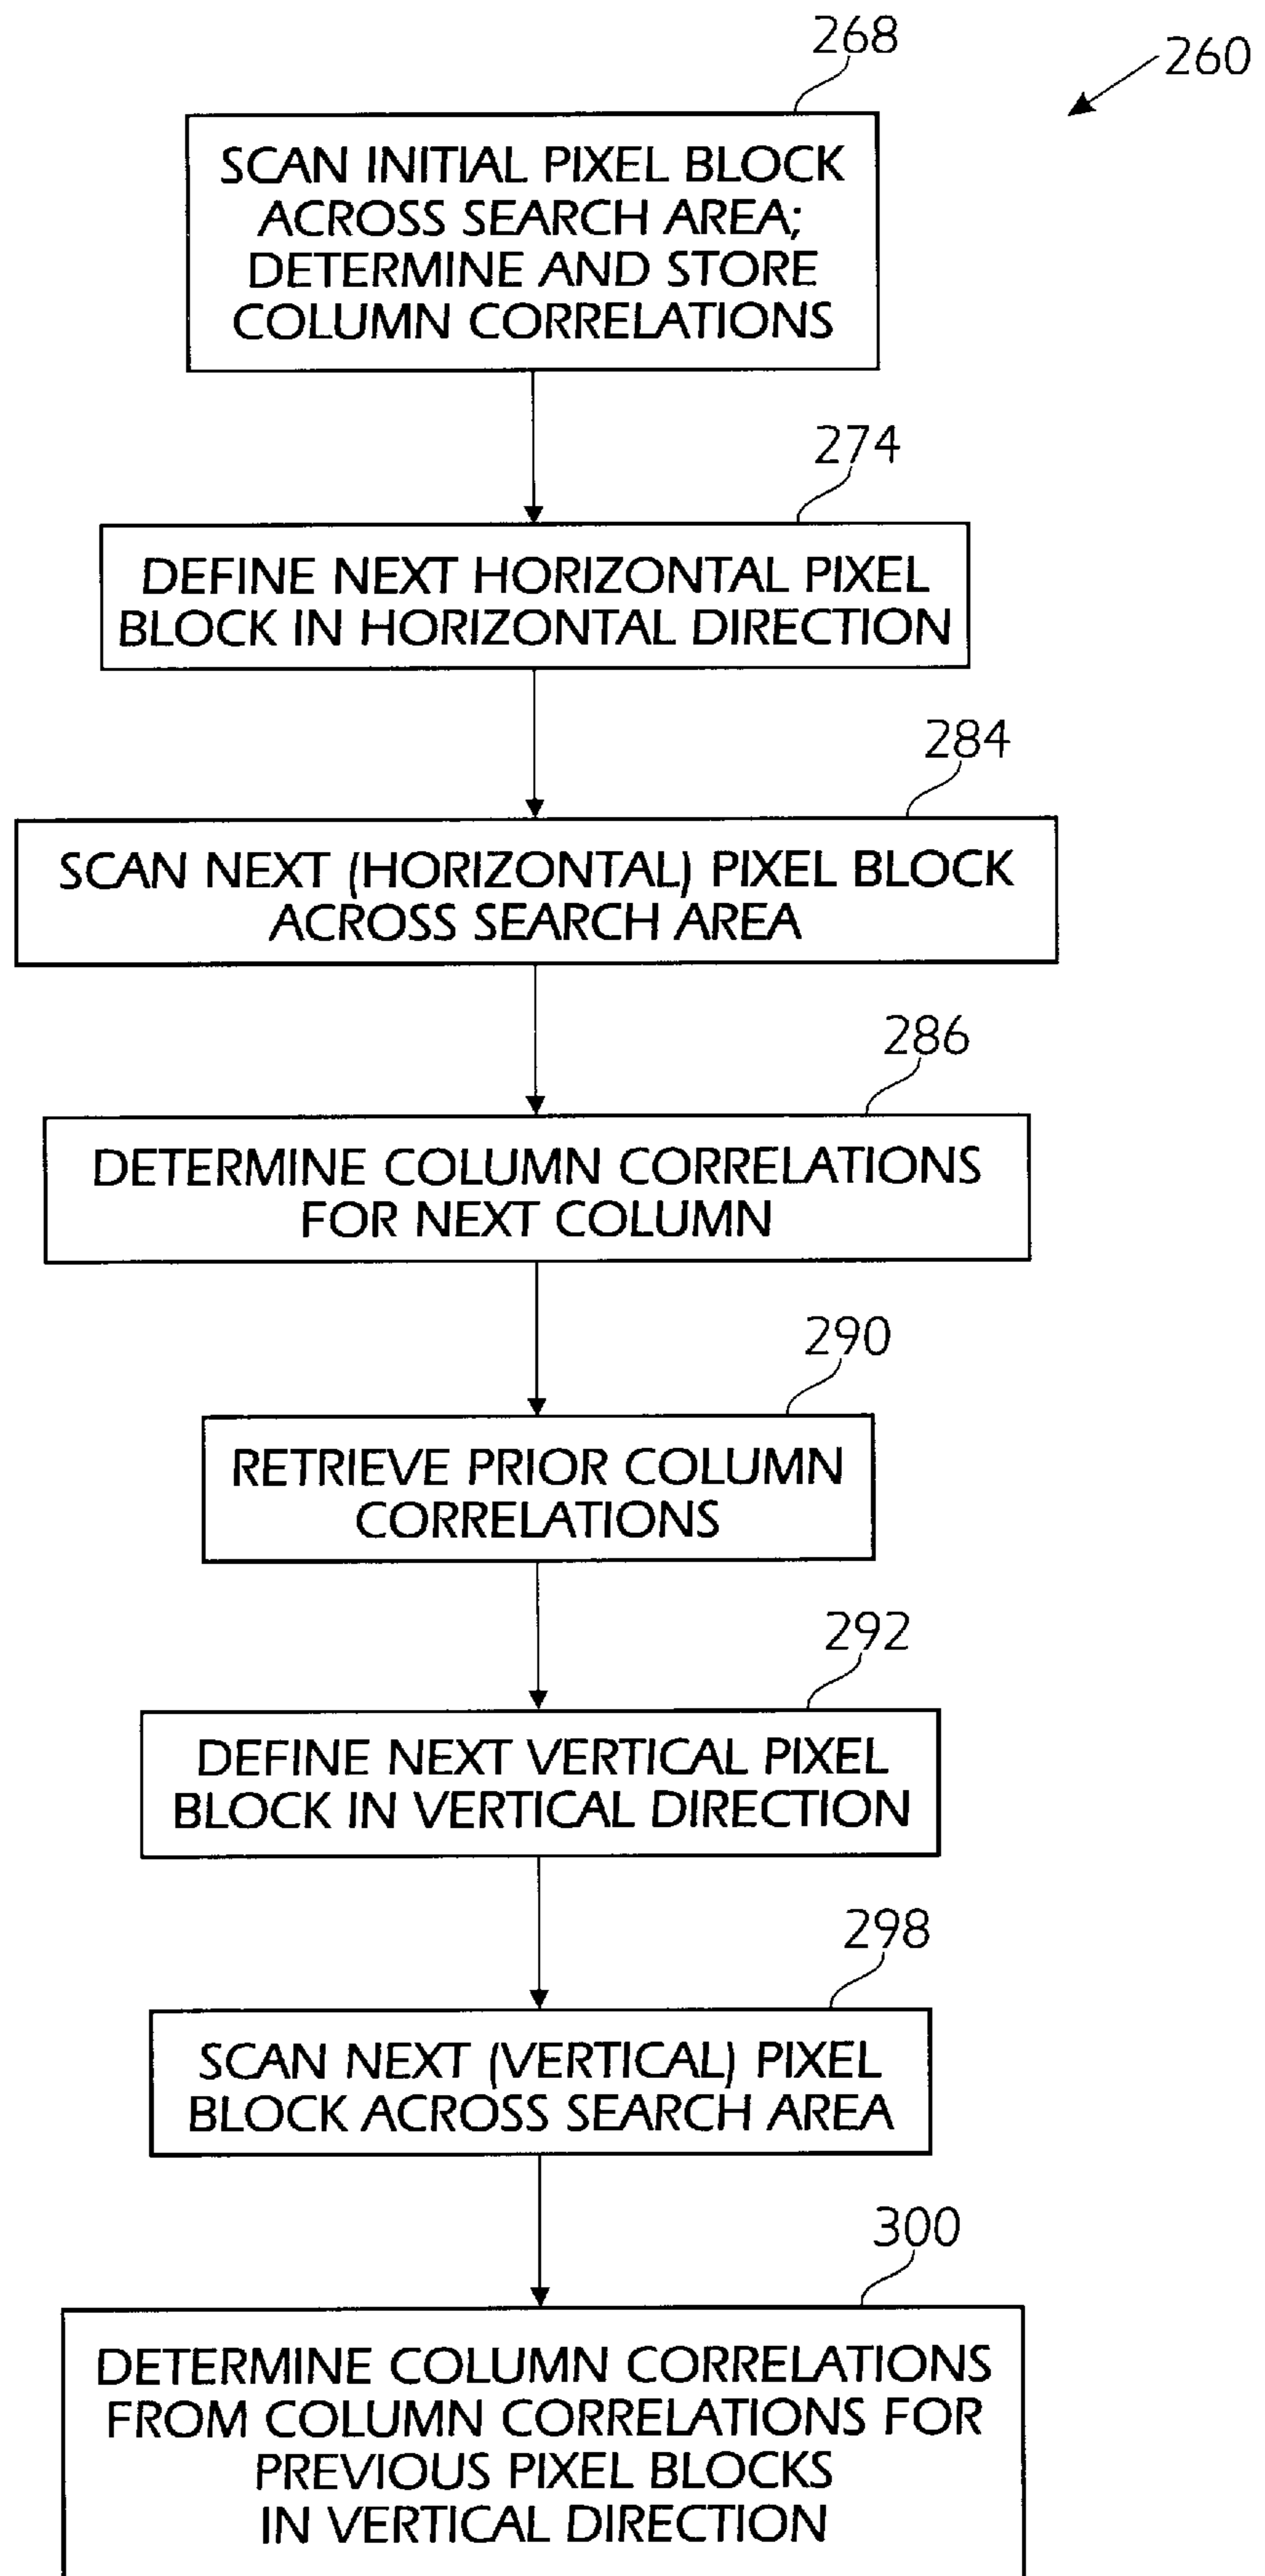 268
260
SCAN INITIAL PIXEL BLOCK
ACROSS SEARCH AREA;
DETERMINE AND STORE
COLUMN CORRELATIONS
274
DEFINE NEXT HORIZONTAL PIXEL
BLOCK IN HORIZONTAL DIRECTION
284
SCAN NEXT (HORIZONTAL) PIXEL BLOCK
ACROSS SEARCH AREA
286
DETERMINE COLUMN CORRELATIONS
FOR NEXT COLUMN
290
RETRIEVE PRIOR COLUMN
CORRELATIONS
292
DEFINE NEXT VERTICAL PIXEL
BLOCK IN VERTICAL DIRECTION
298
SCAN NEXT (VERTICAL) PIXEL
BLOCK ACROSS SEARCH AREA
300
DETERMINE COLUMN CORRELATIONS
FROM COLUMN CORRELATIONS FOR
PREVIOUS PIXEL BLOCKS
IN VERTICAL DIRECTION